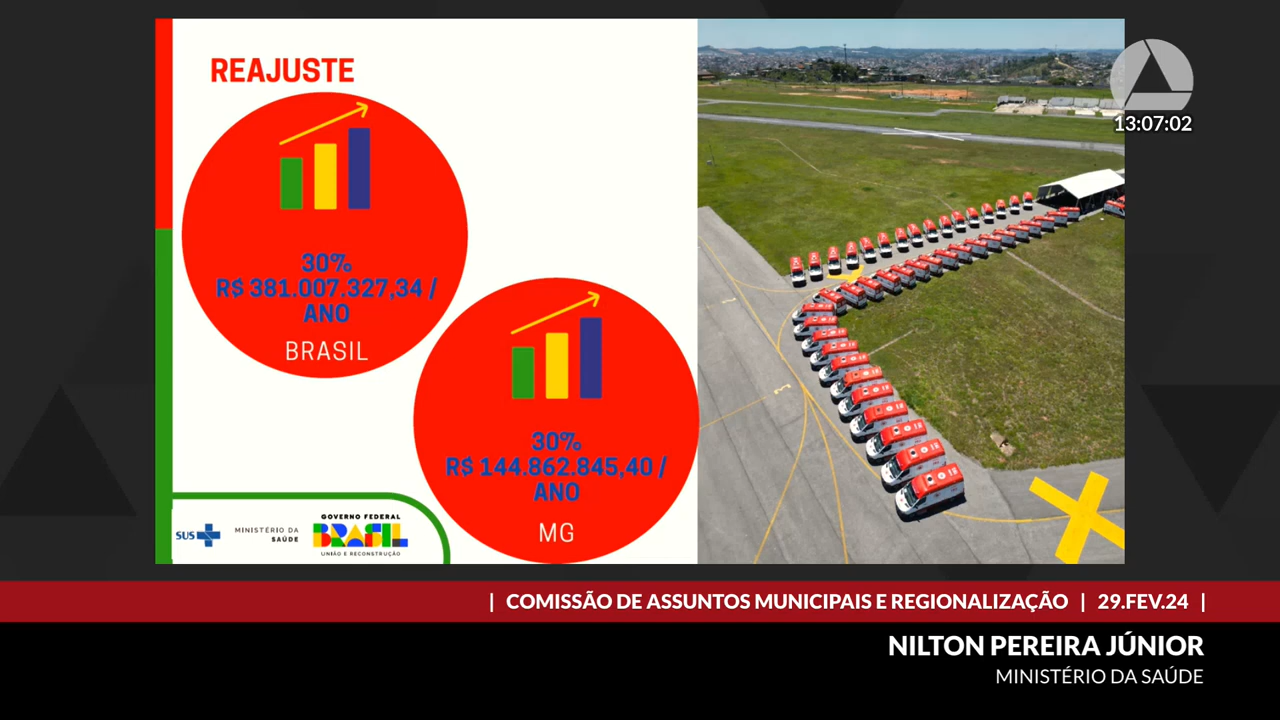 REAJUSTE
30%
R$ 381.007.327,34 /
ANO
BRASIL
30%
R$ 144.862.845,40 /
ANO
MG
SUS
MINISTÉRIO DA
SAÚDE
GOVERNO FEDERAL
BRASIL
UNIÃO E RECONSTRUÇÃO
13:07:02
| COMISSÃO DE ASSUNTOS MUNICIPAIS E REGIONALIZAÇÃO | 29.FEV.24 |
NILTON PEREIRA JÚNIOR
MINISTÉRIO DA SAÚDE